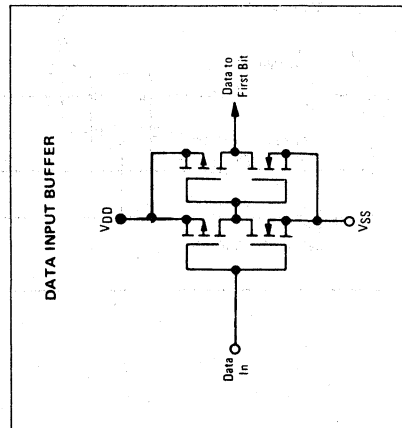 DATA INPUT BUFFER
VDD
Data to
First Bit
Data
In
VSS